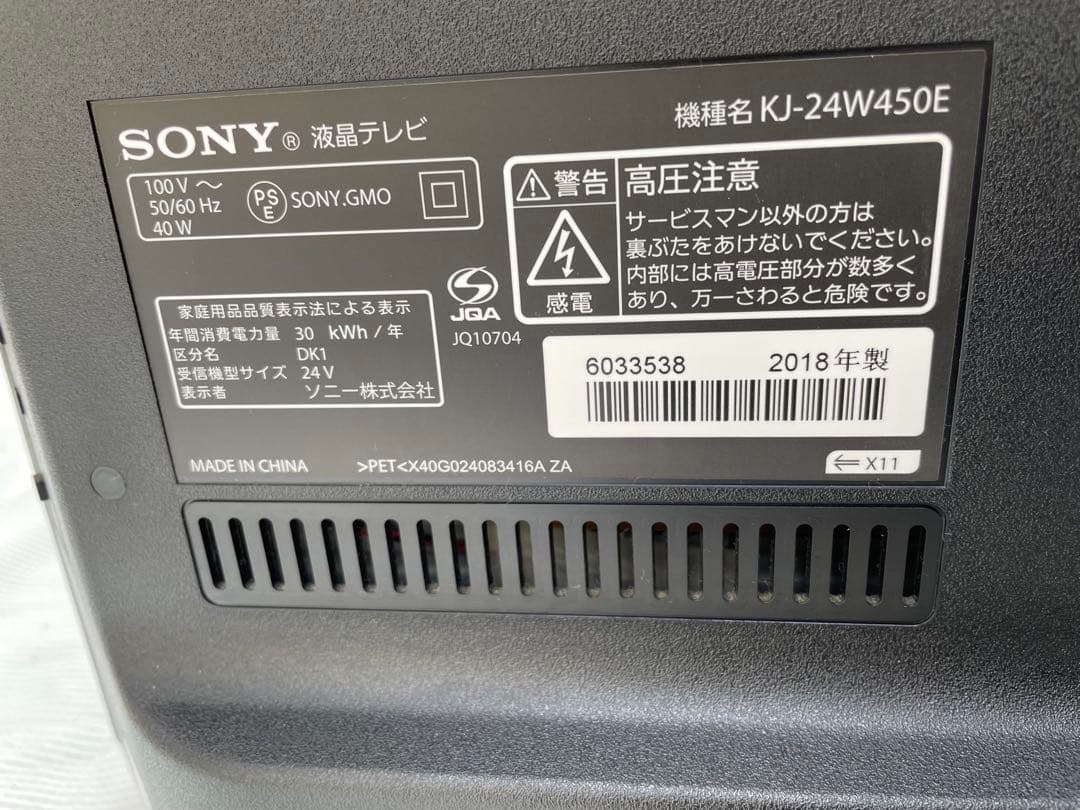 SONY® 液晶テレビ
機種名 KJ-24W450E
100V ～
50/60 Hz
40W
PSE
SONY.GMO
警告
感電
高圧注意
サービスマン以外の方は
裏ぶたをあけないでください。
内部には高電圧部分が数多く
あり、万一さわると危険です。
JQA
JQ10704
家庭用品品質表示法による表示
年間消費電力量 30 kWh / 年
区分名 DK1
受信機型サイズ 24V
表示者 ソニー株式会社
6033538 2018年製
MADE IN CHINA >PET<X40G024083416A ZA
⇐ X11